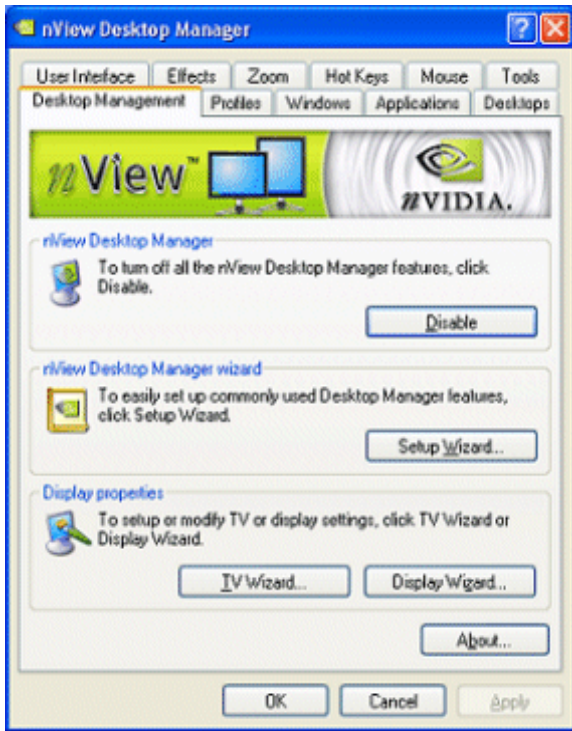 nView Desktop Manager
User Interface Effects Zoom Hot Keys Mouse Tools
Desktop Management Profiles Windows Applications Desktops
nView™
nVIDIA.
nView Desktop Manager
To turn off all the nView Desktop Manager features, click
Disable.
Disable
nView Desktop Manager wizard
To easily set up commonly used Desktop Manager features,
click Setup Wizard.
Setup Wizard...
Display properties
To setup or modify TV or display settings, click TV Wizard or
Display Wizard.
TV Wizard... Display Wizard...
About...
OK Cancel Apply